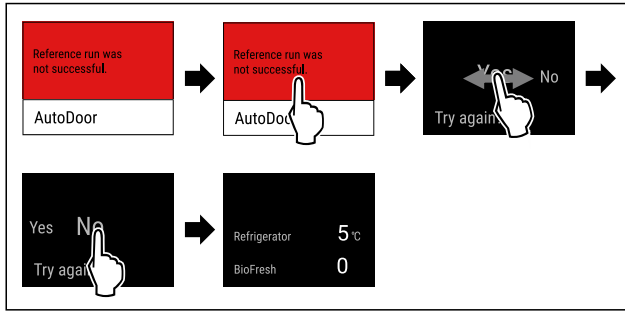 Reference run was
not successful.
AutoDoor
Reference run was
not successful.
AutoDoo
Yes No
Try again?
Yes No
Try agai
Refrigerator 5 °C
BioFresh 0